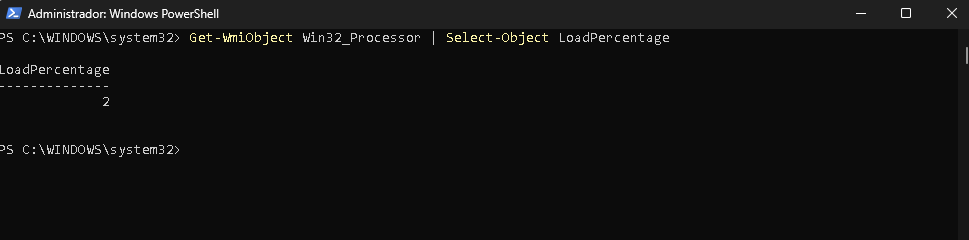 Administrador: Windows PowerShell
PS C:\WINDOWS\system32> Get-WmiObject Win32_Processor | Select-Object LoadPercentage
LoadPercentage
--------------
2
PS C:\WINDOWS\system32>